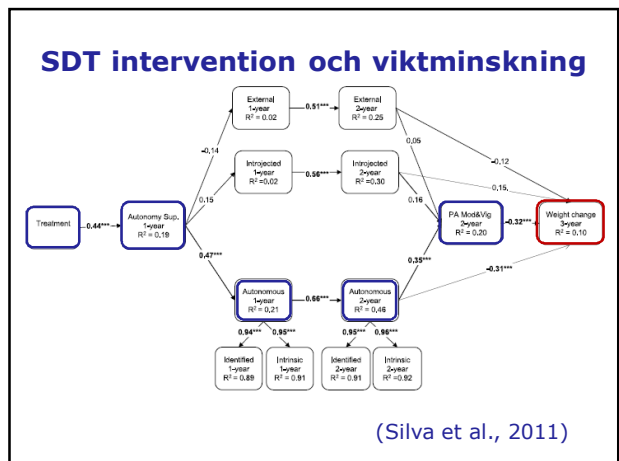 SDT intervention och viktminskning
External
1-year
R² = 0.02
0.51***
External
2-year
R² = 0.25
-0.14
0,05
-0.12
Introjected
1-year
R² =0.02
0.56***
Introjected
2-year
R² = 0.30
0.15
0.15,
0.16
Treatment
0.44***
Autonomy Sup.
1-year
R² = 0.19
PA Mod&Vig
2-year
R² = 0.20
-0.32***
Weight change
3-year
R² = 0.10
0.47***
0.35***
-0.31***
Autonomous
1-year
R² = 0,21
0.66***
Autonomous
2-year
R² = 0,46
0.94***
0.95***
0.95***
0.96***
Identified
1-year
R² = 0.89
Intrinsic
1-year
R² = 0.91
Identified
2-year
R² = 0.91
Intrinsic
2-year
R² = 0.92
(Silva et al., 2011)